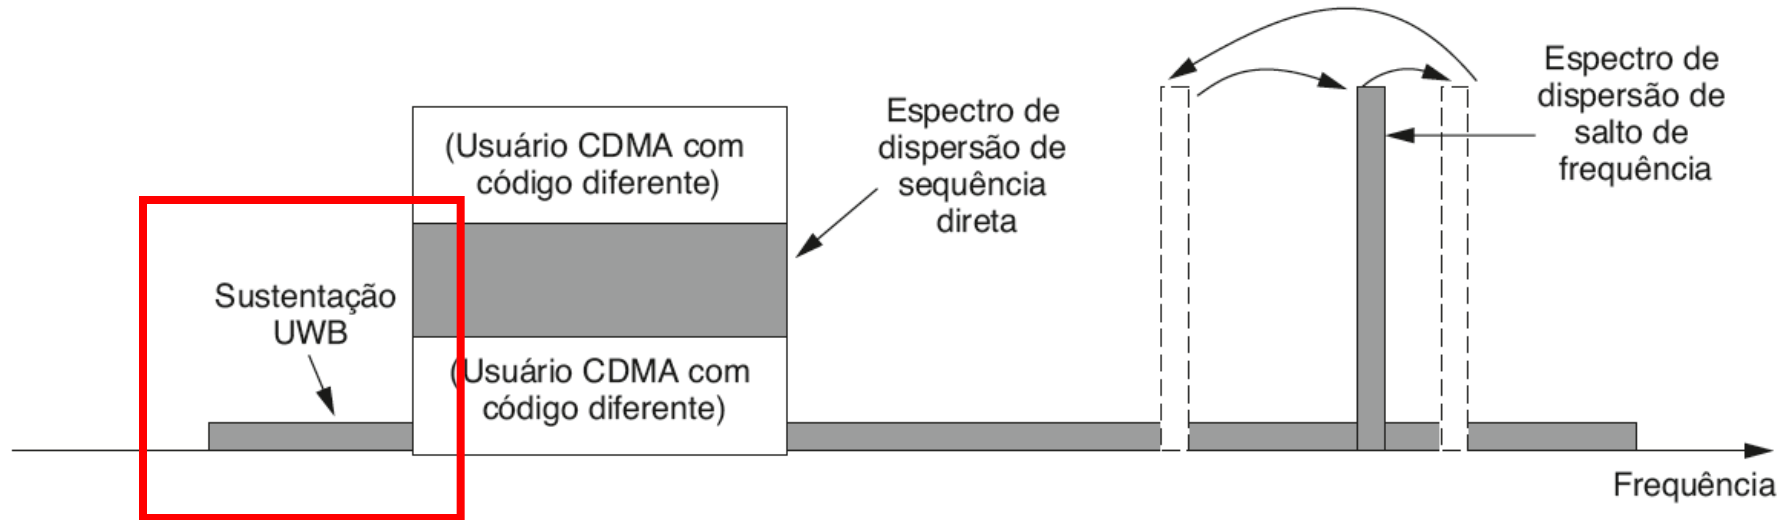 (Usuário CDMA com
código diferente)
Espectro de
dispersão de
sequência
direta
Espectro de
dispersão de
salto de
frequência
Sustentação
UWB
(Usuário CDMA com
código diferente)
Frequência